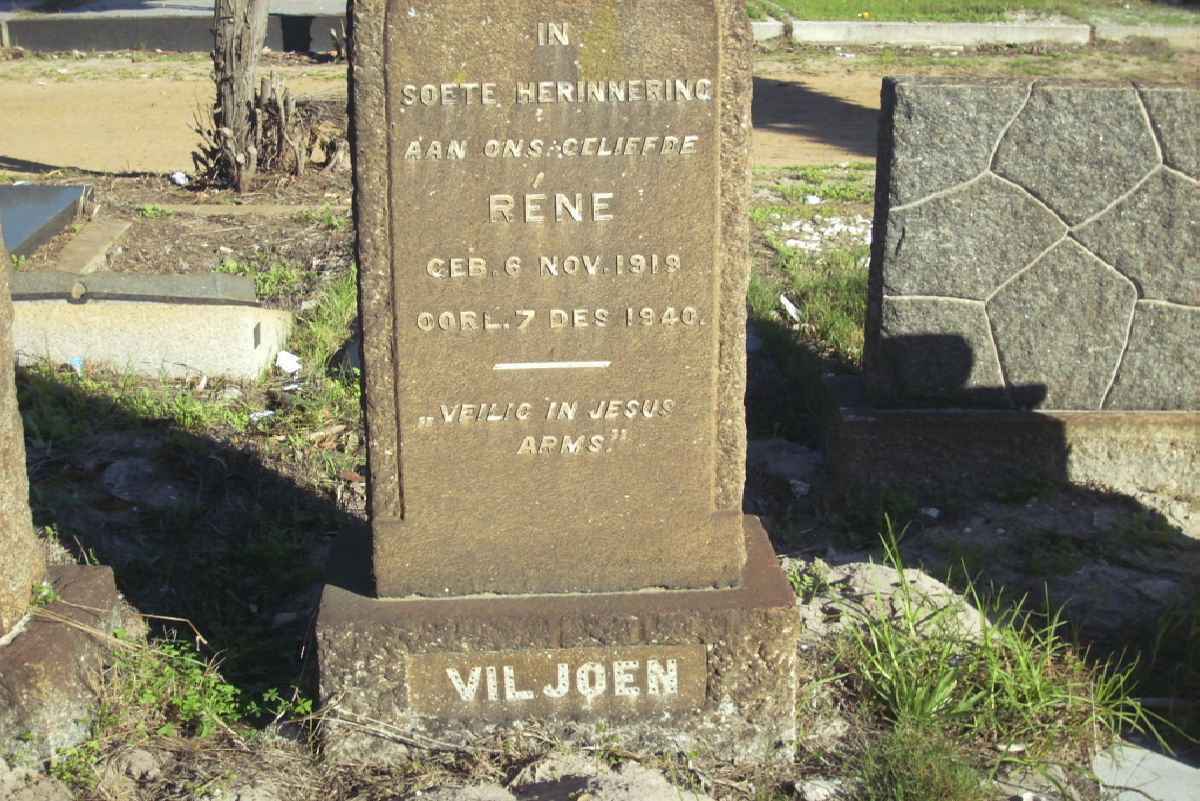 IN
SOETE HERINNERING
AAN ONS GELIEFDE
RÉNE
GEB. 6 NOV. 1919
OORL. 7 DES 1940.
„VEILIG IN JESUS
ARMS.”
VILJOEN